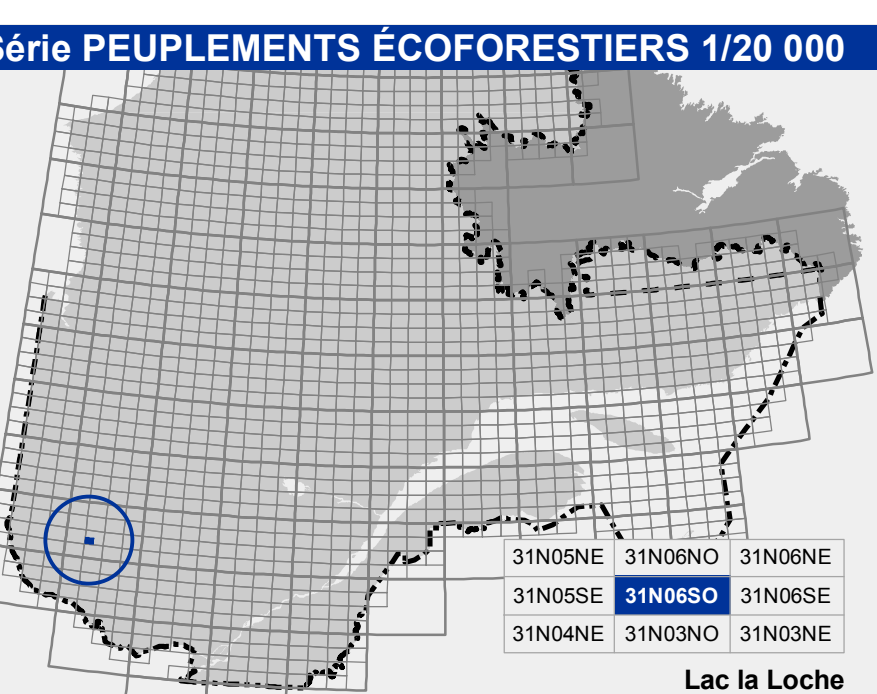 Série PEUPLEMENTS ÉCOFORESTIERS 1/20 000
31N05NE 31N06NO 31N06NE
31N05SE 31N06SO 31N06SE
31N04NE 31N03NO 31N03NE
Lac la Loche